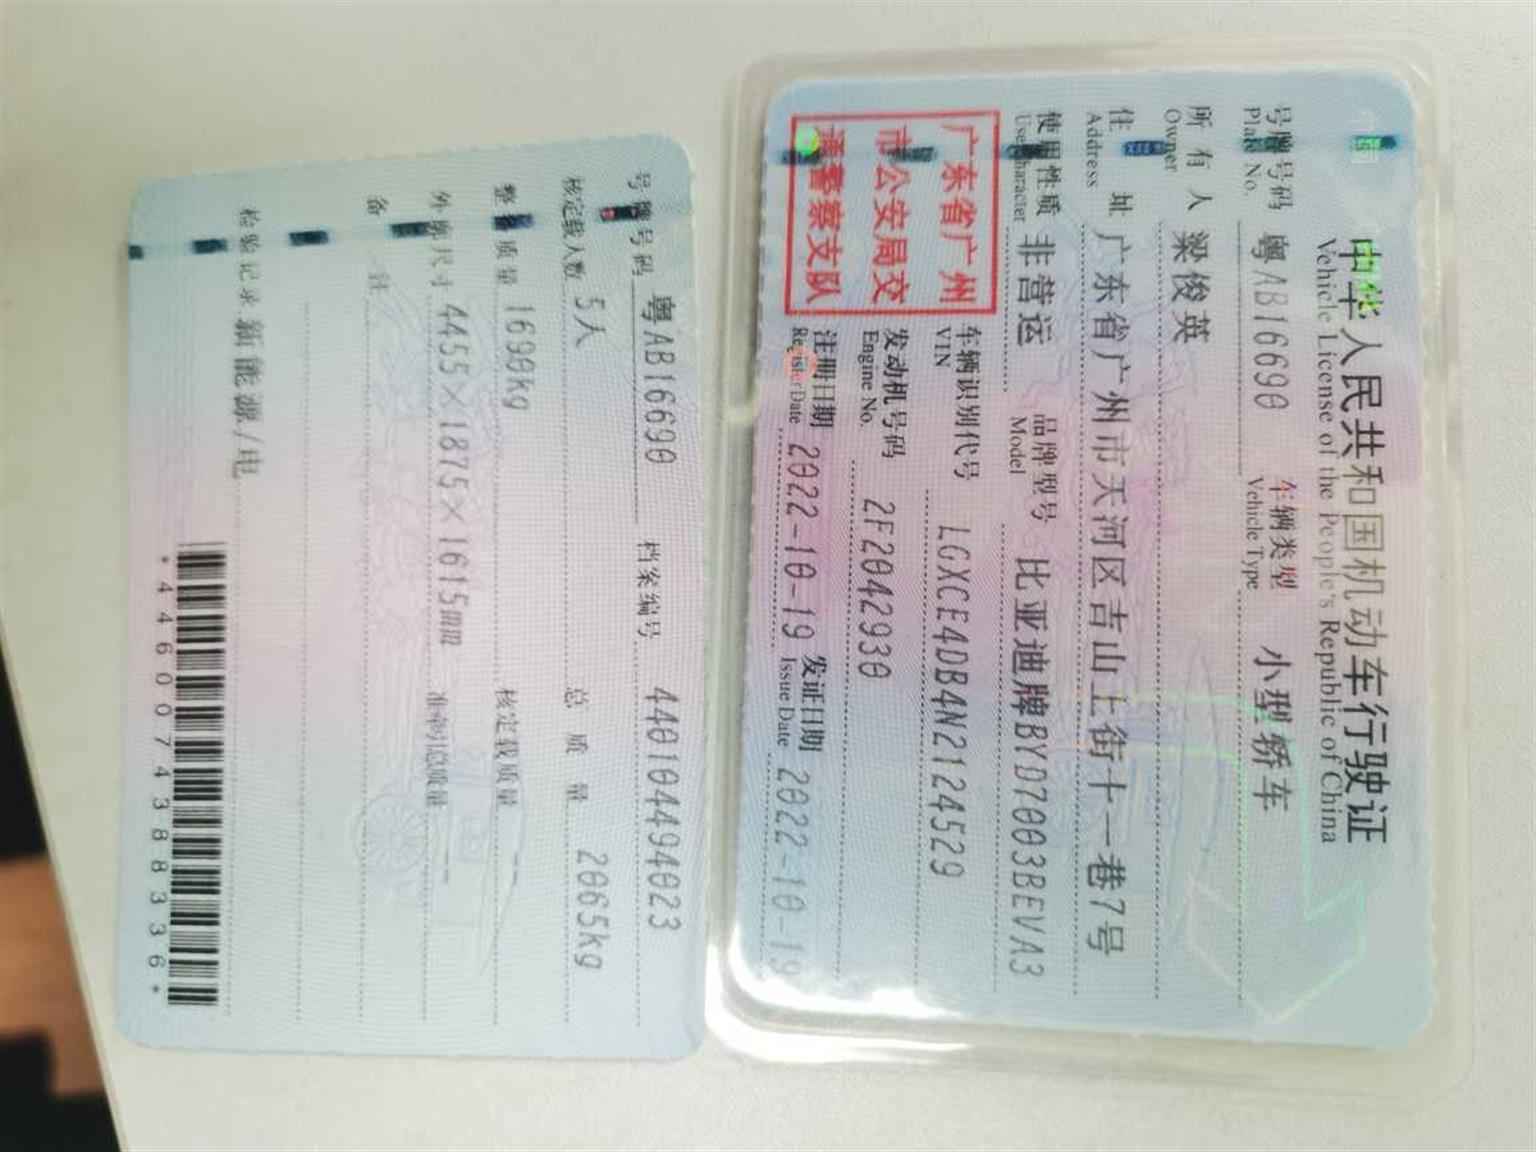 中华人民共和国机动车行驶证
Vehicle License of the People's Republic of China
号牌号码 粤AB16690 车辆类型 小型轿车
Plate No. Vehicle Type
所有人 梁俊英
Owner
住址 广东省广州市天河区吉山上街十一巷7号
Address
使用性质 非营运 品牌型号 比亚迪牌BYD7003BEVA3
Use Character Model
广东省广州
市公安局交
通警察支队
车辆识别代号 LGXCE4DB4N2124529
VIN
发动机号码 2F2042930
Engine No.
注册日期 2022-10-19 发证日期 2022-10-19
Register Date Issue Date
号牌号码 粤AB16690 档案编号 440104494023
核定载人数 5人 总质量 2065kg
整备质量 1690kg 核定载质量 --
外廓尺寸 4455×1875×1615mm 准牵引总质量 --
备注
检验记录 新能源/电
*4460074388336*